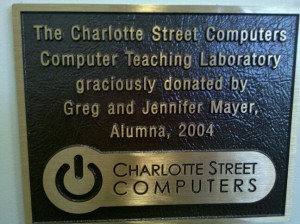 The Charlotte Street Computers
Computer Teaching Laboratory
graciously donated by
Greg and Jennifer Mayer,
Alumna, 2004
CHARLOTTE STREET
COMPUTERS